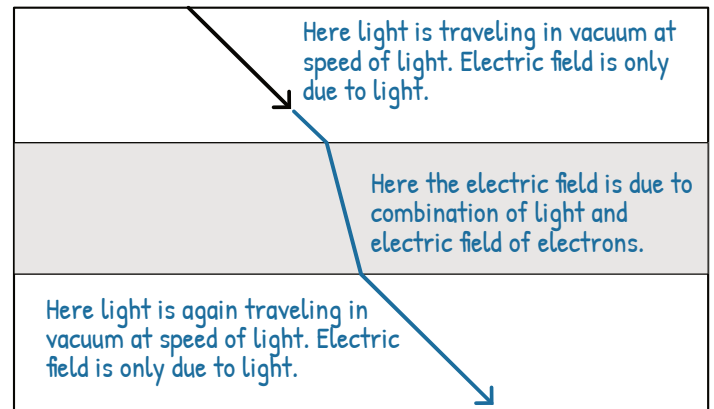 Here light is traveling in vacuum at
speed of light. Electric field is only
due to light.
Here the electric field is due to
combination of light and
electric field of electrons.
Here light is again traveling in
vacuum at speed of light. Electric
field is only due to light.